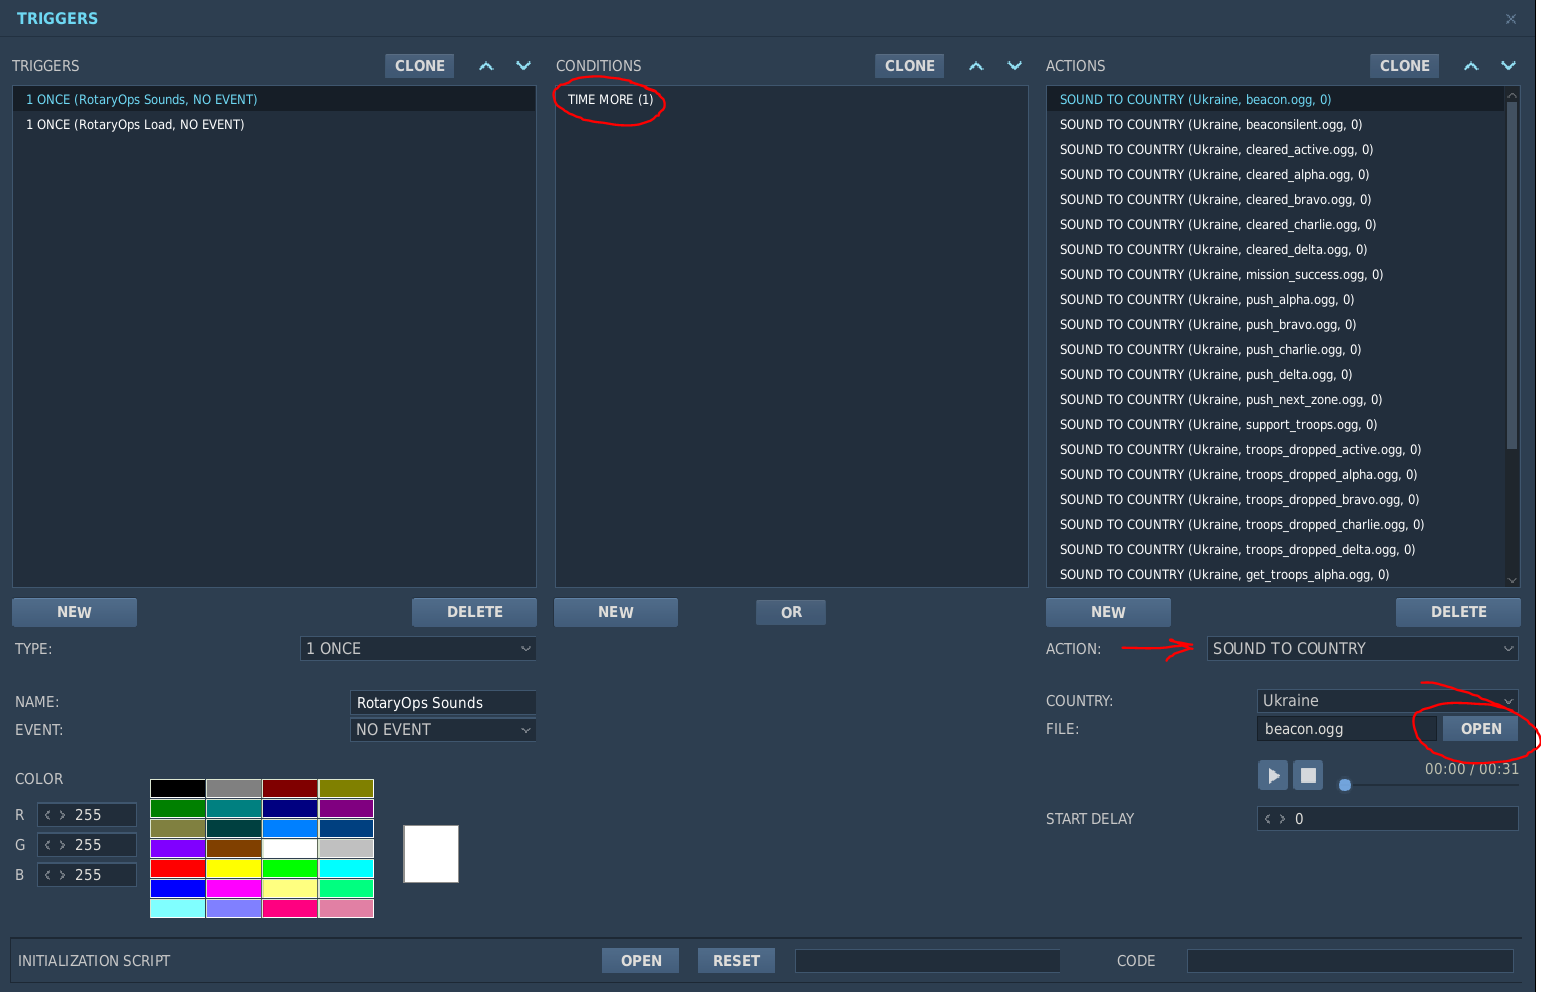 TRIGGERS
TRIGGERS
CLONE
1 ONCE (RotaryOps Sounds, NO EVENT)
1 ONCE (RotaryOps Load, NO EVENT)
NEW
DELETE
TYPE:
1 ONCE
NAME:
RotaryOps Sounds
EVENT:
NO EVENT
COLOR
R
255
G
255
B
255
CONDITIONS
CLONE
TIME MORE (1)
NEW
OR
ACTIONS
CLONE
SOUND TO COUNTRY (Ukraine, beacon.ogg, 0)
SOUND TO COUNTRY (Ukraine, beaconsilent.ogg, 0)
SOUND TO COUNTRY (Ukraine, cleared_active.ogg, 0)
SOUND TO COUNTRY (Ukraine, cleared_alpha.ogg, 0)
SOUND TO COUNTRY (Ukraine, cleared_bravo.ogg, 0)
SOUND TO COUNTRY (Ukraine, cleared_charlie.ogg, 0)
SOUND TO COUNTRY (Ukraine, cleared_delta.ogg, 0)
SOUND TO COUNTRY (Ukraine, mission_success.ogg, 0)
SOUND TO COUNTRY (Ukraine, push_alpha.ogg, 0)
SOUND TO COUNTRY (Ukraine, push_bravo.ogg, 0)
SOUND TO COUNTRY (Ukraine, push_charlie.ogg, 0)
SOUND TO COUNTRY (Ukraine, push_delta.ogg, 0)
SOUND TO COUNTRY (Ukraine, push_next_zone.ogg, 0)
SOUND TO COUNTRY (Ukraine, support_troops.ogg, 0)
SOUND TO COUNTRY (Ukraine, troops_dropped_active.ogg, 0)
SOUND TO COUNTRY (Ukraine, troops_dropped_alpha.ogg, 0)
SOUND TO COUNTRY (Ukraine, troops_dropped_bravo.ogg, 0)
SOUND TO COUNTRY (Ukraine, troops_dropped_charlie.ogg, 0)
SOUND TO COUNTRY (Ukraine, troops_dropped_delta.ogg, 0)
SOUND TO COUNTRY (Ukraine, get_troops_alpha.ogg, 0)
NEW
DELETE
ACTION:
SOUND TO COUNTRY
COUNTRY:
Ukraine
FILE:
beacon.ogg
OPEN
00:00 / 00:31
START DELAY
0
INITIALIZATION SCRIPT
OPEN
RESET
CODE